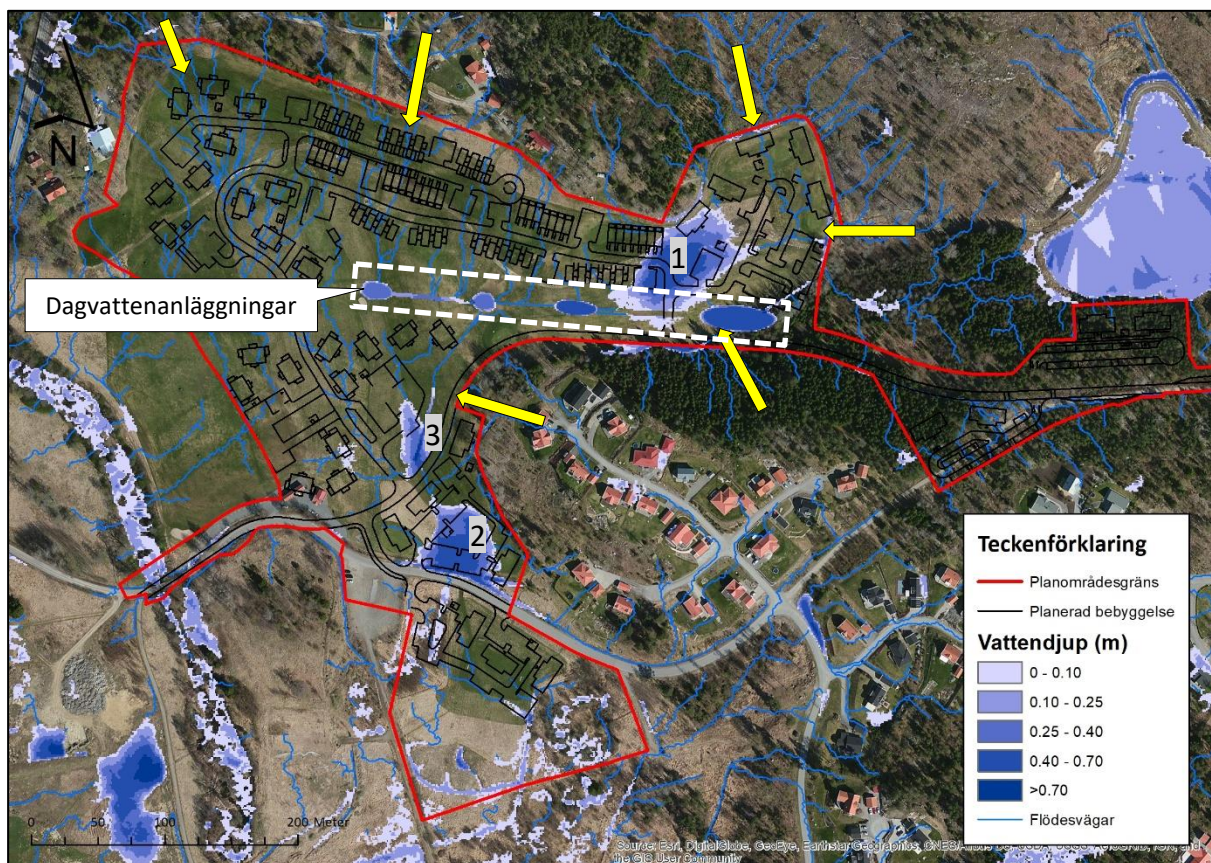 N
Dagvattenanläggningar
1
3
2
Teckenförklaring
Planområdesgräns
Planerad bebyggelse
Vattendjup (m)
0 - 0.10
0.10 - 0.25
0.25 - 0.40
0.40 - 0.70
>0.70
Flödesvägar
0 50 100 200 Meter
Source: Esri, DigitalGlobe, GeoEye, Earthstar Geographics, and
the GIS User Community